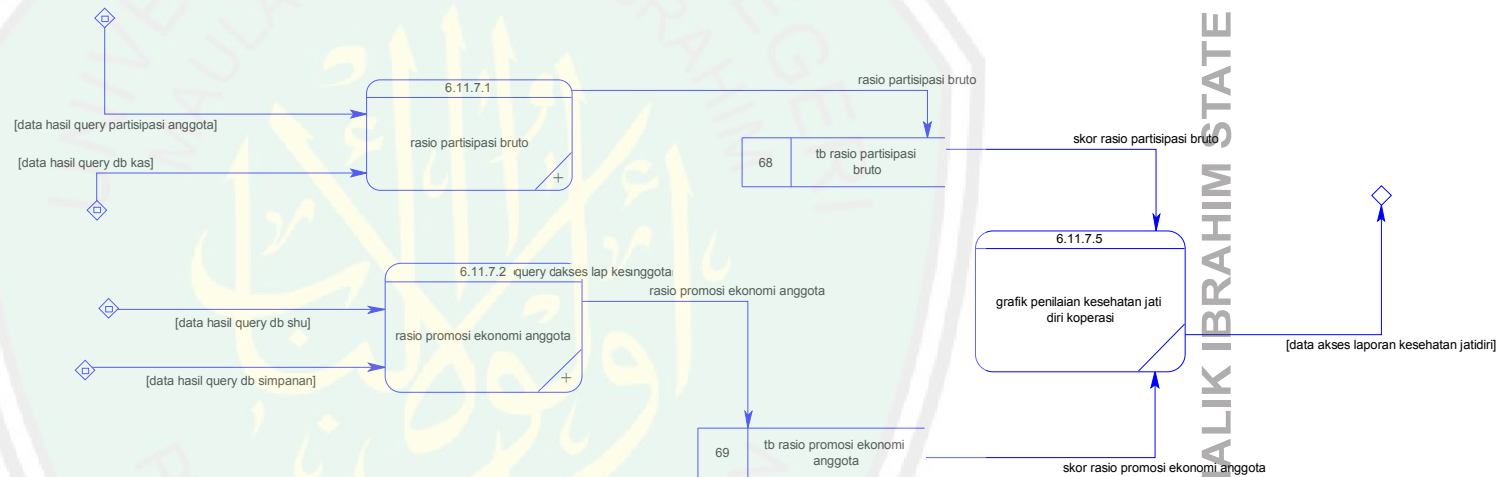 6.11.7.1
rasio partisipasi bruto
rasio partisipasi bruto
[data hasil query partisipasi anggota]
[data hasil query db kas]
68
tb rasio partisipasi
bruto
skor rasio partisipasi bruto
6.11.7.5
grafik penilaian kesehatan jati
diri koperasi
[data akses laporan kesehatan jatidiri]
6.11.7.2
rasio promosi ekonomi anggota
rasio promosi ekonomi anggota
[data hasil query db shu]
[data hasil query db simpanan]
69
tb rasio promosi ekonomi
anggota
skor rasio promosi ekonomi anggota
MALIK IBRAHIM STATE